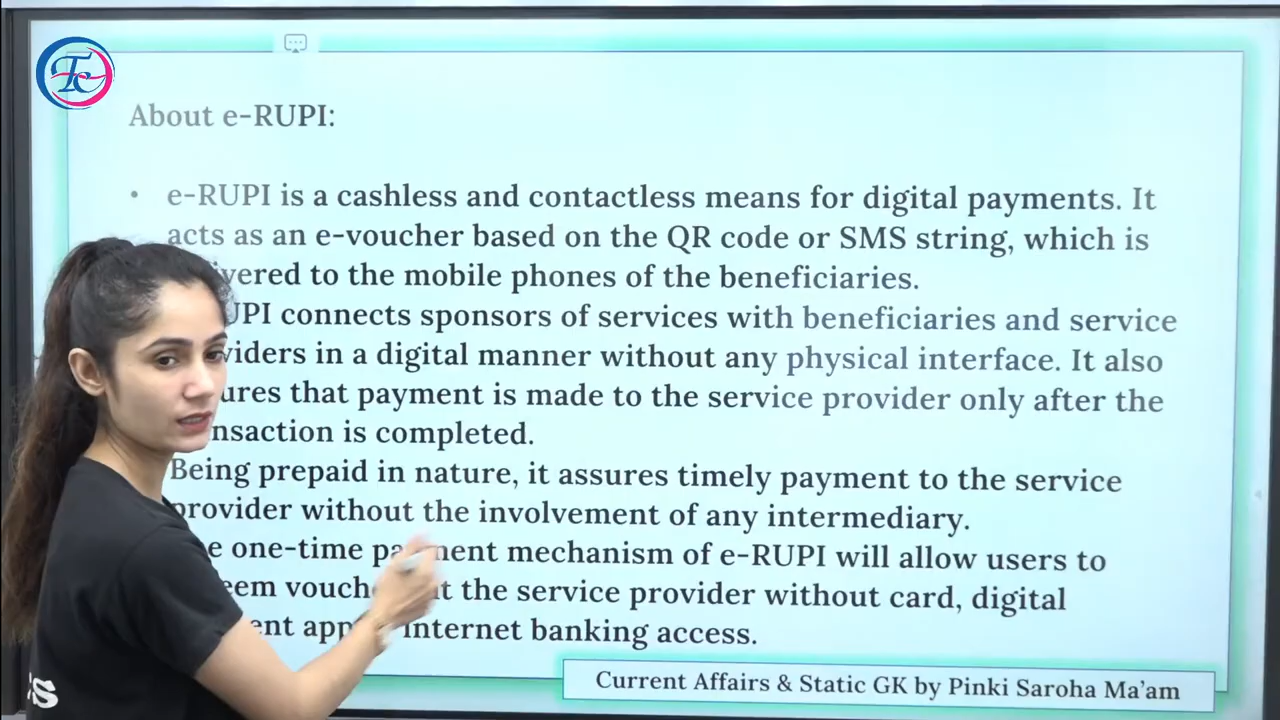 Tc
About e-RUPI:
• e-RUPI is a cashless and contactless means for digital payments. It
acts as an e-voucher based on the QR code or SMS string, which is
ivered to the mobile phones of the beneficiaries.
UPI connects sponsors of services with beneficiaries and service
viders in a digital manner without any physical interface. It also
ures that payment is made to the service provider only after the
nsaction is completed.
Being prepaid in nature, it assures timely payment to the service
provider without the involvement of any intermediary.
e one-time payment mechanism of e-RUPI will allow users to
eem vouche t the service provider without card, digital
ent app internet banking access.
Current Affairs & Static GK by Pinki Saroha Ma'am